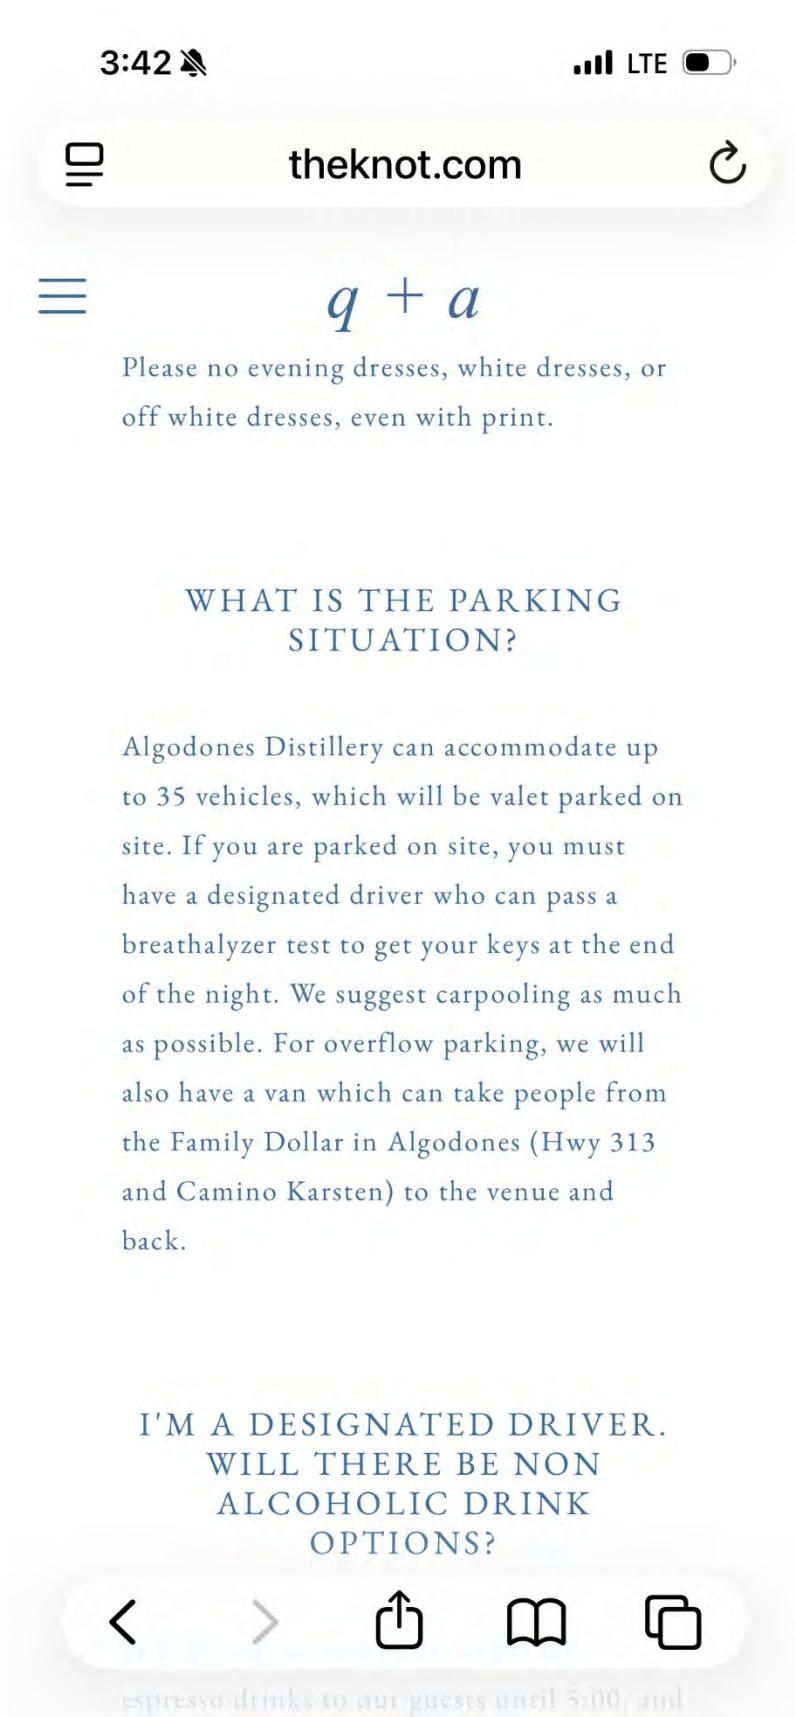 3:42
LTE
theknot.com
q + a
Please no evening dresses, white dresses, or
off white dresses, even with print.
WHAT IS THE PARKING
SITUATION?
Algodones Distillery can accommodate up
to 35 vehicles, which will be valet parked on
site. If you are parked on site, you must
have a designated driver who can pass a
breathalyzer test to get your keys at the end
of the night. We suggest carpooling as much
as possible. For overflow parking, we will
also have a van which can take people from
the Family Dollar in Algodones (Hwy 313
and Camino Karsten) to the venue and
back.
I'M A DESIGNATED DRIVER.
WILL THERE BE NON
ALCOHOLIC DRINK
OPTIONS?
espresso drinks to our guests until 5:00, and